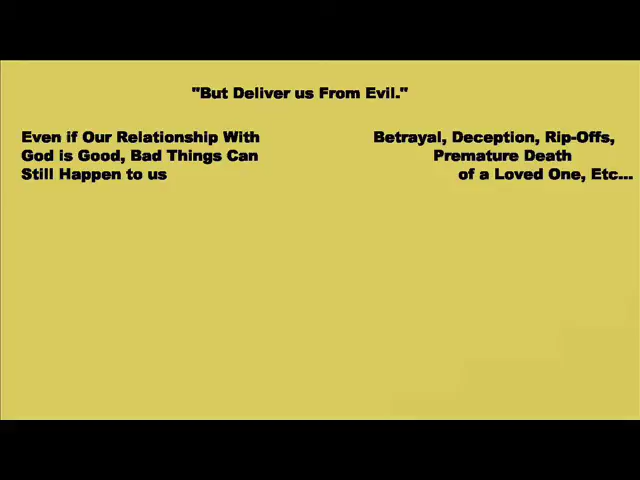 "But Deliver us From Evil."
Even if Our Relationship With
God is Good, Bad Things Can
Still Happen to us
Betrayal, Deception, Rip-Offs,
Premature Death
of a Loved One, Etc...